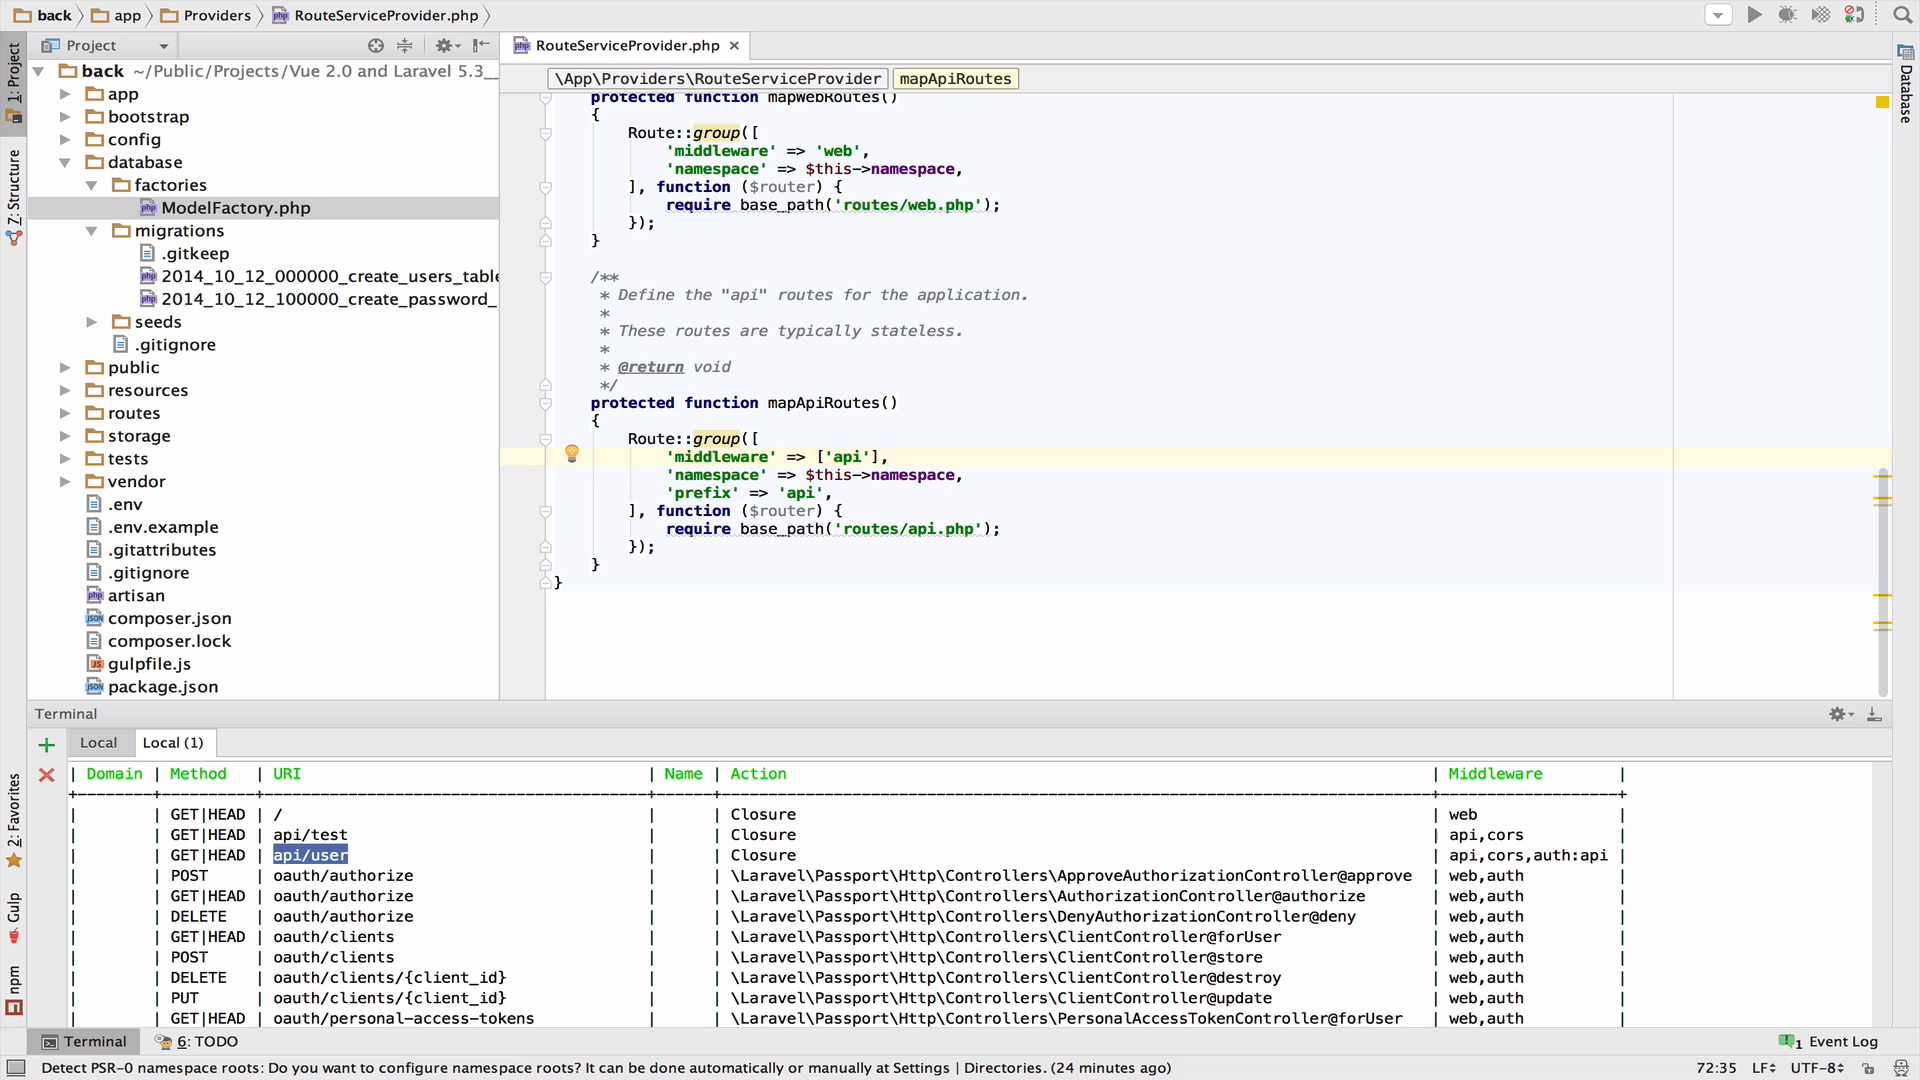 back app Providers RouteServiceProvider.php
Project
RouteServiceProvider.php
1: Project
Z: Structure
2: Favorites
Gulp
npm
Database
\App\Providers\RouteServiceProvider mapApiRoutes
back ~/Public/Projects/Vue 2.0 and Laravel 5.3__
app
bootstrap
config
database
factories
ModelFactory.php
migrations
.gitkeep
2014_10_12_000000_create_users_table
2014_10_12_100000_create_password_
seeds
.gitignore
public
resources
routes
storage
tests
vendor
.env
.env.example
.gitattributes
.gitignore
artisan
composer.json
composer.lock
gulpfile.js
package.json
protected function mapWebRoutes()
{
Route::group([
'middleware' => 'web',
'namespace' => $this->namespace,
], function ($router) {
require base_path('routes/web.php');
});
}
/**
* Define the "api" routes for the application.
*
* These routes are typically stateless.
*
* @return void
*/
protected function mapApiRoutes()
{
Route::group([
'middleware' => ['api'],
'namespace' => $this->namespace,
'prefix' => 'api',
], function ($router) {
require base_path('routes/api.php');
});
}
}
Terminal
Local Local (1)
| Domain | Method | URI | Name | Action | Middleware |
| | GET|HEAD | / | | Closure | web |
| | GET|HEAD | api/test | | Closure | api,cors |
| | GET|HEAD | api/user | | Closure | api,cors,auth:api |
| | POST | oauth/authorize | | \Laravel\Passport\Http\Controllers\ApproveAuthorizationController@approve | web,auth |
| | GET|HEAD | oauth/authorize | | \Laravel\Passport\Http\Controllers\AuthorizationController@authorize | web,auth |
| | DELETE | oauth/authorize | | \Laravel\Passport\Http\Controllers\DenyAuthorizationController@deny | web,auth |
| | GET|HEAD | oauth/clients | | \Laravel\Passport\Http\Controllers\ClientController@forUser | web,auth |
| | POST | oauth/clients | | \Laravel\Passport\Http\Controllers\ClientController@store | web,auth |
| | DELETE | oauth/clients/{client_id} | | \Laravel\Passport\Http\Controllers\ClientController@destroy | web,auth |
| | PUT | oauth/clients/{client_id} | | \Laravel\Passport\Http\Controllers\ClientController@update | web,auth |
| | GET|HEAD | oauth/personal-access-tokens | | \Laravel\Passport\Http\Controllers\PersonalAccessTokenController@forUser | web,auth |
Terminal 6: TODO 1 Event Log
Detect PSR-0 namespace roots: Do you want to configure namespace roots? It can be done automatically or manually at Settings | Directories. (24 minutes ago) 72:35 LF UTF-8